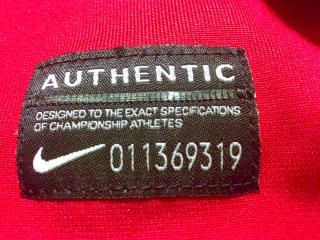 AUTHENTIC
DESIGNED TO THE EXACT SPECIFICATIONS
OF CHAMPIONSHIP ATHLETES
011369319